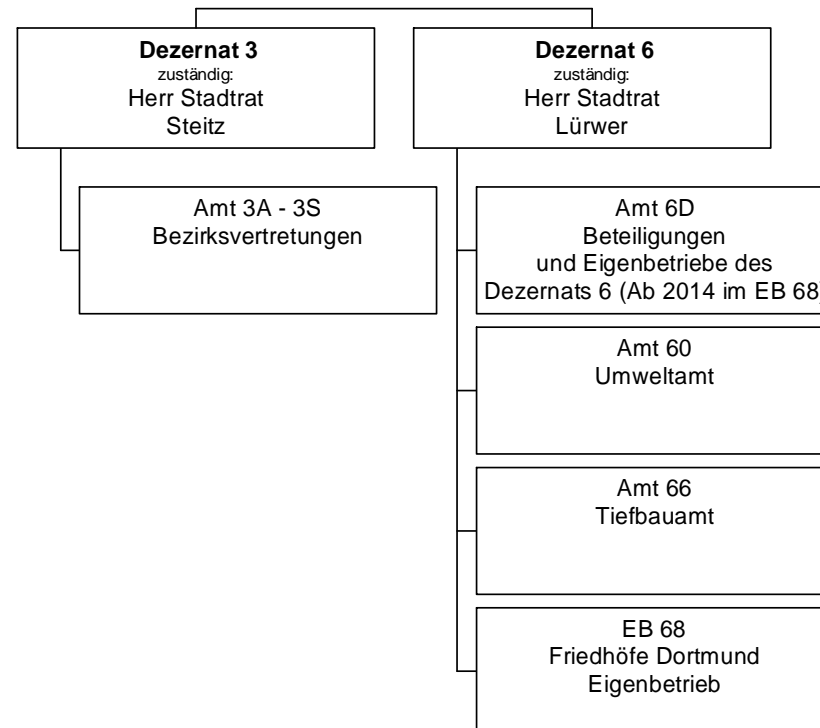 Dezernat 3
zuständig:
Herr Stadtrat
Steitz
Amt 3A - 3S
Bezirksvertretungen
Dezernat 6
zuständig:
Herr Stadtrat
Lürwer
Amt 6D
Beteiligungen
und Eigenbetriebe des
Dezernats 6 (Ab 2014 im EB 68)
Amt 60
Umweltamt
Amt 66
Tiefbauamt
EB 68
Friedhöfe Dortmund
Eigenbetrieb